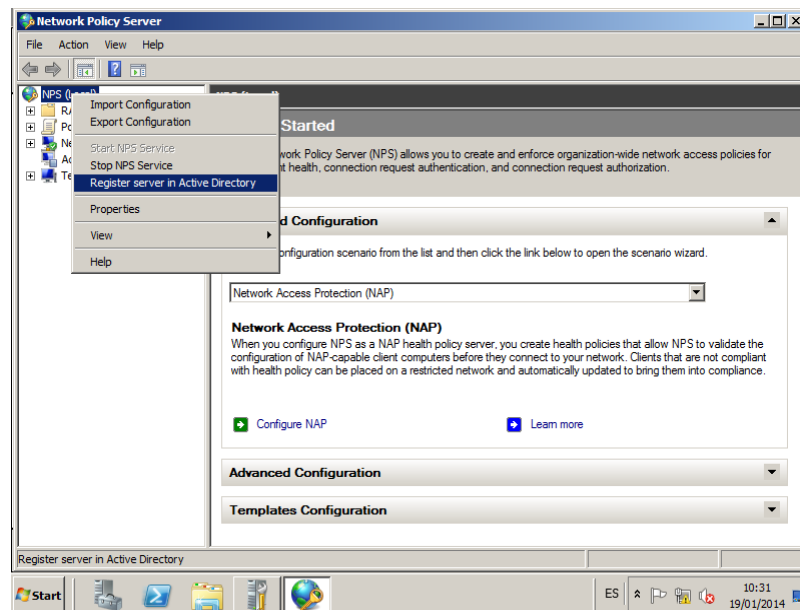 Network Policy Server
File Action View Help
NPS (Local)
Import Configuration
Export Configuration
Start NPS Service
Stop NPS Service
Register server in Active Directory
Properties
View
Help
Started
work Policy Server (NPS) allows you to create and enforce organization-wide network access policies for
t health, connection request authentication, and connection request authorization.
d Configuration
onfiguration scenario from the list and then click the link below to open the scenario wizard.
Network Access Protection (NAP)
Network Access Protection (NAP)
When you configure NPS as a NAP health policy server, you create health policies that allow NPS to validate the
configuration of NAP-capable client computers before they connect to your network. Clients that are not compliant
with health policy can be placed on a restricted network and automatically updated to bring them into compliance.
Configure NAP
Learn more
Advanced Configuration
Templates Configuration
Register server in Active Directory
Start
ES
10:31
19/01/2014